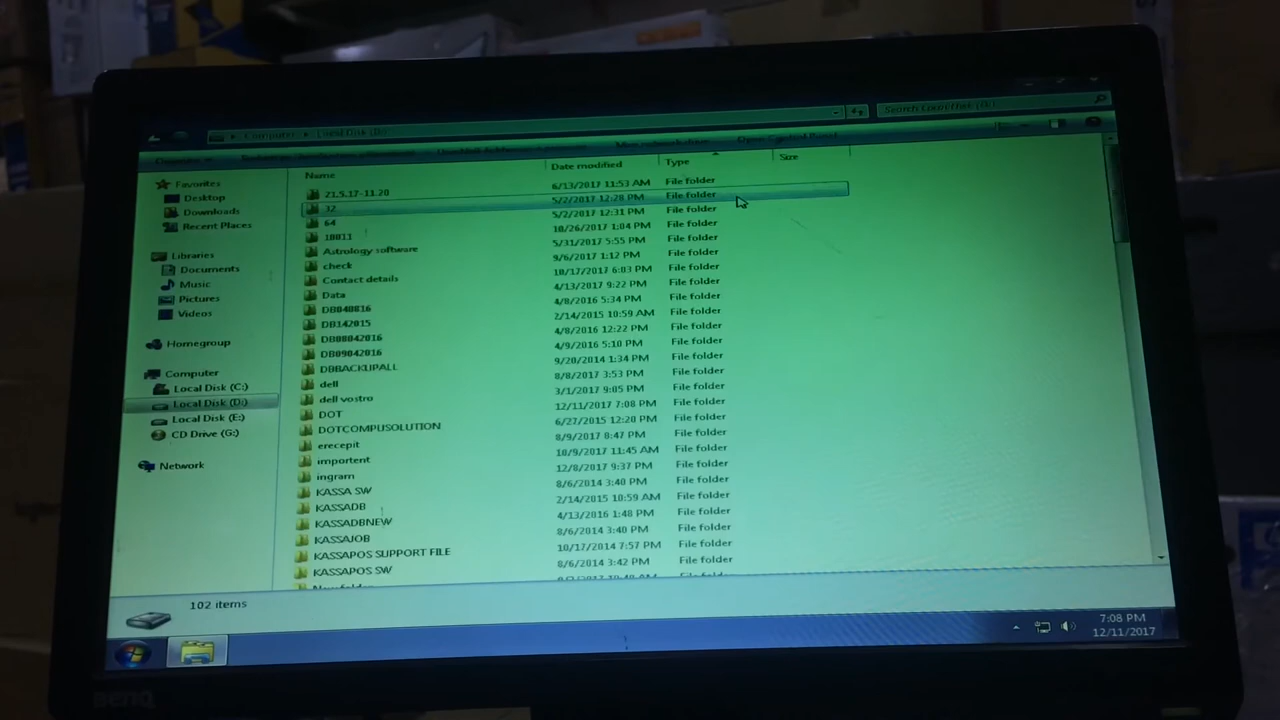 Computer ▸ Local Disk (D:)
Search Local Disk (D:)
Name Date modified Type Size
Favorites
Desktop
Downloads
Recent Places
Libraries
Documents
Music
Pictures
Videos
Homegroup
Computer
Local Disk (C:)
Local Disk (D:)
Local Disk (E:)
CD Drive (G:)
Network
21.5.17-11.20 6/13/2017 11:53 AM File folder
32 5/2/2017 12:28 PM File folder
64 5/2/2017 12:31 PM File folder
10011 10/26/2017 1:04 PM File folder
Astrology software 5/31/2017 5:55 PM File folder
check 9/6/2017 1:12 PM File folder
Contact details 10/17/2017 6:03 PM File folder
Data 4/13/2017 9:22 PM File folder
DB040816 4/8/2016 5:34 PM File folder
DB142015 2/14/2015 10:59 AM File folder
DB08042016 4/8/2016 12:22 PM File folder
DB09042016 4/9/2016 5:10 PM File folder
DBBACKUPALL 9/20/2014 1:34 PM File folder
dell 8/8/2017 3:53 PM File folder
dell vostro 3/1/2017 9:05 PM File folder
DOT 12/11/2017 7:08 PM File folder
DOTCOMPUSOLUTION 6/27/2015 12:20 PM File folder
erecepit 8/9/2017 8:47 PM File folder
importent 10/9/2017 11:45 AM File folder
ingram 12/8/2017 9:37 PM File folder
KASSA SW 8/6/2014 3:40 PM File folder
KASSADB 2/14/2015 10:59 AM File folder
KASSADBNEW 4/13/2016 1:48 PM File folder
KASSAJOB 8/6/2014 3:40 PM File folder
KASSAPOS SUPPORT FILE 10/17/2014 7:57 PM File folder
KASSAPOS SW 8/6/2014 3:42 PM File folder
New folder File folder
102 items
7:08 PM
12/11/2017
BenQ